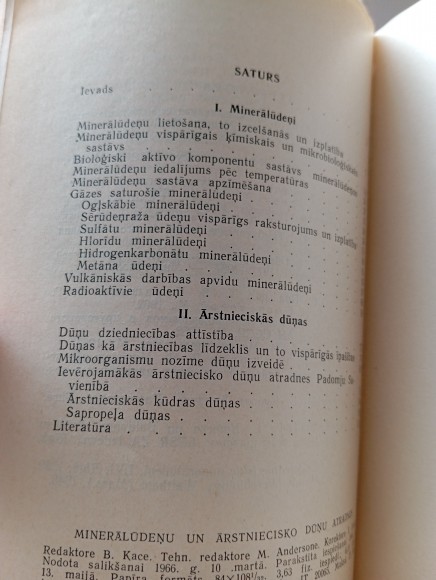 SATURS
Ievads
I. Minerālūdeņi
Minerālūdeņu lietošana, to izcelšanās un izplatība
Minerālūdeņu vispārīgais ķīmiskais un mikrobioloģiskais
sastāvs
Bioloģiski aktīvo komponentu sastāvs minerālūdeņos
Minerālūdeņu iedalījums pēc temperatūras
Minerālūdeņu sastāva apzīmēšana
Gāzes saturošie minerālūdeņi
Ogļskābie minerālūdeņi
Sērūdeņraža ūdeņu vispārīgs raksturojums un izplatība
Sulfātu minerālūdeņi
Hlorīdu minerālūdeņi
Hidrogenkarbonātu minerālūdeņi
Metāna ūdeņi
Vulkāniskās darbības apvidu minerālūdeņi
Radioaktīvie ūdeņi
II. Ārstnieciskās dūņas
Dūņu dziedniecības attīstība
Dūņas kā ārstniecības līdzeklis un to vispārīgās īpašības
Mikroorganismu nozīme dūņu izveidē
Ievērojamākās ārstniecisko dūņu atradnes Padomju
vienībā
Ārstnieciskās kūdras dūņas
Sapropeļa dūņas
Literatūra
MINERĀLŪDEŅU UN ĀRSTNIECISKO DŪŅU
Redaktore B. Kace. Tehn. redaktore M. Andersone.
Nodota salikšanai 1966. g. 10. martā. Parakstīta
13. maijā. Papīra formāts 84×108 3,63 fiz.